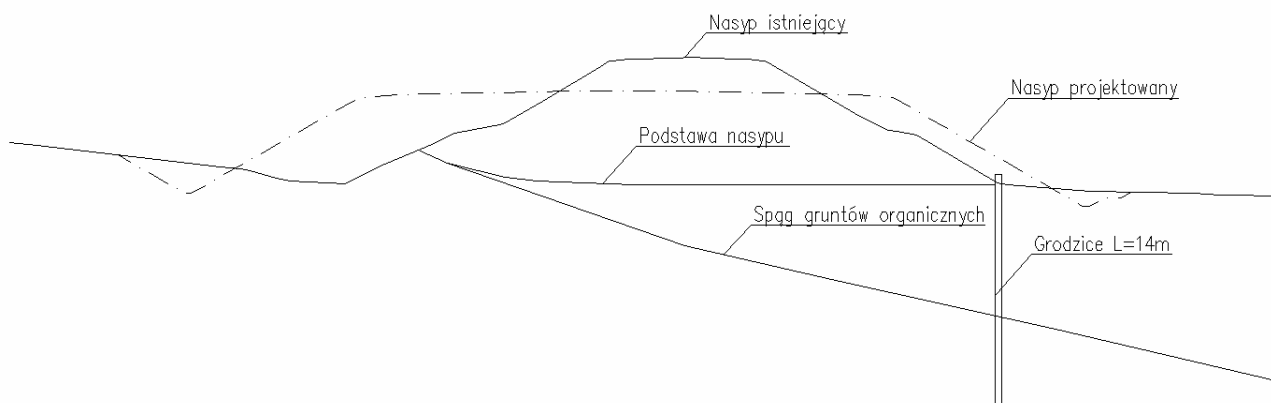 Nasyp istniejący
Nasyp projektowany
Podstawa nasypu
Spąg gruntów organicznych
Grodzice L=14m